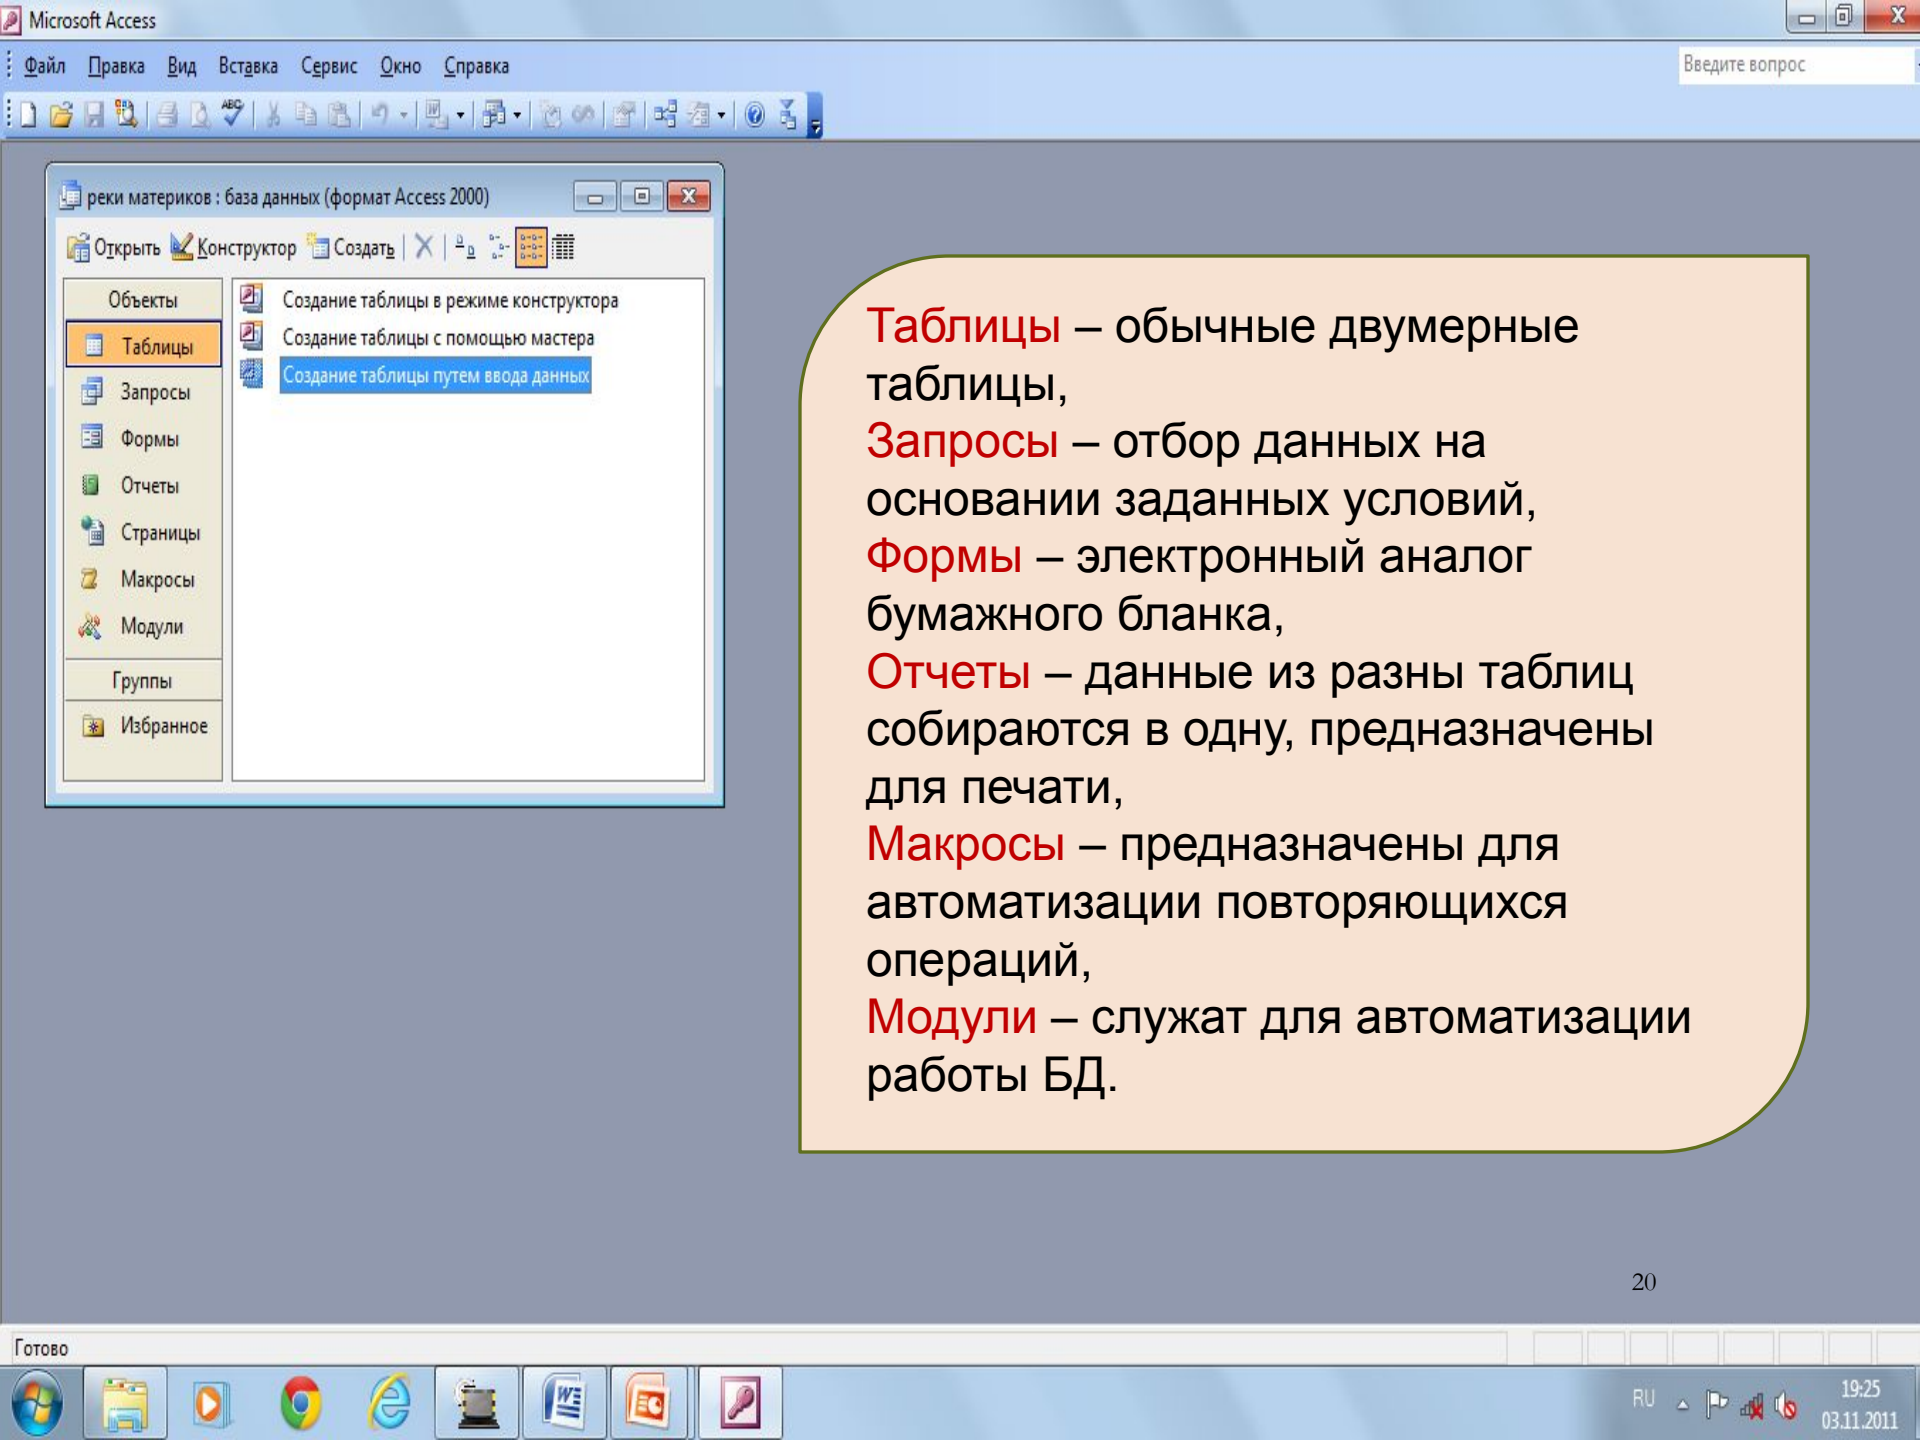 Microsoft Access
Файл Правка Вид Вставка Сервис Окно Справка
Введите вопрос
реки материков : база данных (формат Access 2000)
Открыть Конструктор Создать
Объекты
Таблицы
Запросы
Формы
Отчеты
Страницы
Макросы
Модули
Группы
Избранное
Создание таблицы в режиме конструктора
Создание таблицы с помощью мастера
Создание таблицы путем ввода данных
Таблицы – обычные двумерные
таблицы,
Запросы – отбор данных на
основании заданных условий,
Формы – электронный аналог
бумажного бланка,
Отчеты – данные из разны таблиц
собираются в одну, предназначены
для печати,
Макросы – предназначены для
автоматизации повторяющихся
операций,
Модули – служат для автоматизации
работы БД.
20
Готово
RU
19:25
03.11.2011